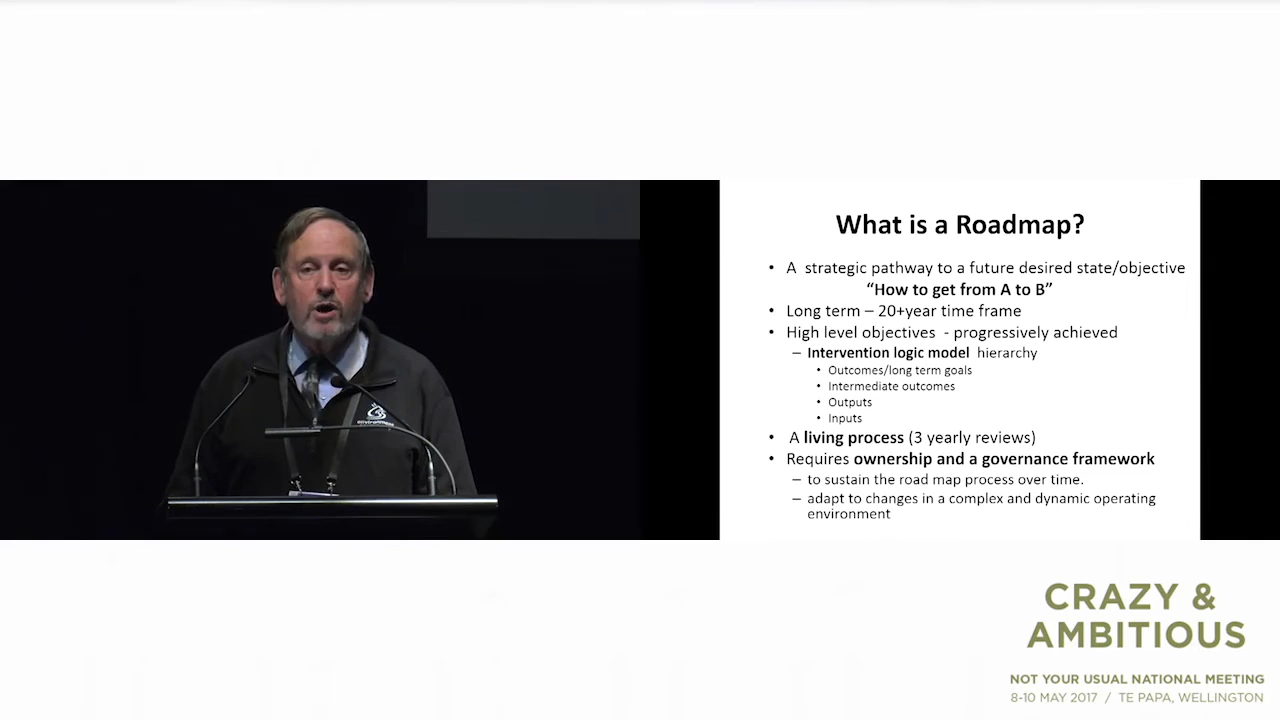 What is a Roadmap?
• A strategic pathway to a future desired state/objective
“How to get from A to B”
• Long term – 20+year time frame
• High level objectives - progressively achieved
– Intervention logic model hierarchy
• Outcomes/long term goals
• Intermediate outcomes
• Outputs
• Inputs
• A living process (3 yearly reviews)
• Requires ownership and a governance framework
– to sustain the road map process over time.
– adapt to changes in a complex and dynamic operating
environment
CRAZY &
AMBITIOUS
NOT YOUR USUAL NATIONAL MEETING
8-10 MAY 2017 / TE PAPA, WELLINGTON